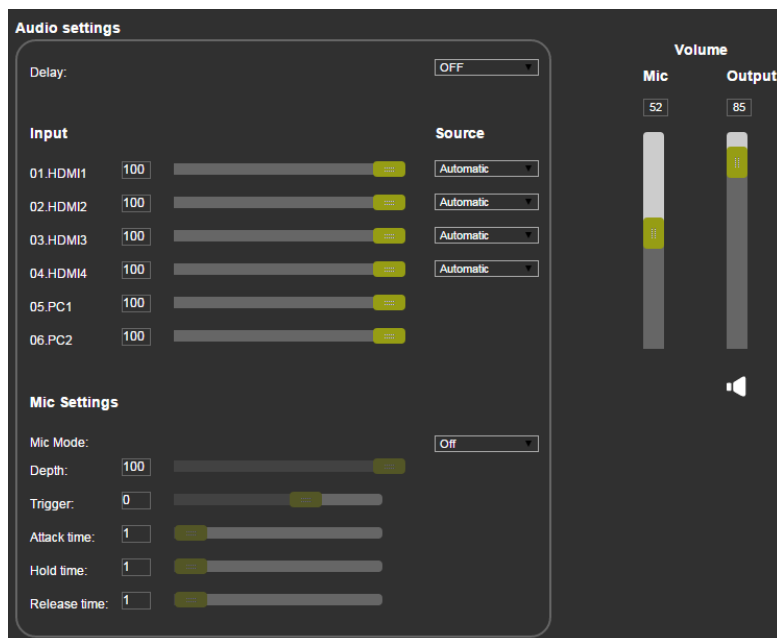 Audio settings
Volume
Delay: OFF
Mic Output
52 85
Input Source
01.HDMI1 100 Automatic
02.HDMI2 100 Automatic
03.HDMI3 100 Automatic
04.HDMI4 100 Automatic
05.PC1 100
06.PC2 100
Mic Settings
Mic Mode: Off
Depth: 100
Trigger: 0
Attack time: 1
Hold time: 1
Release time: 1